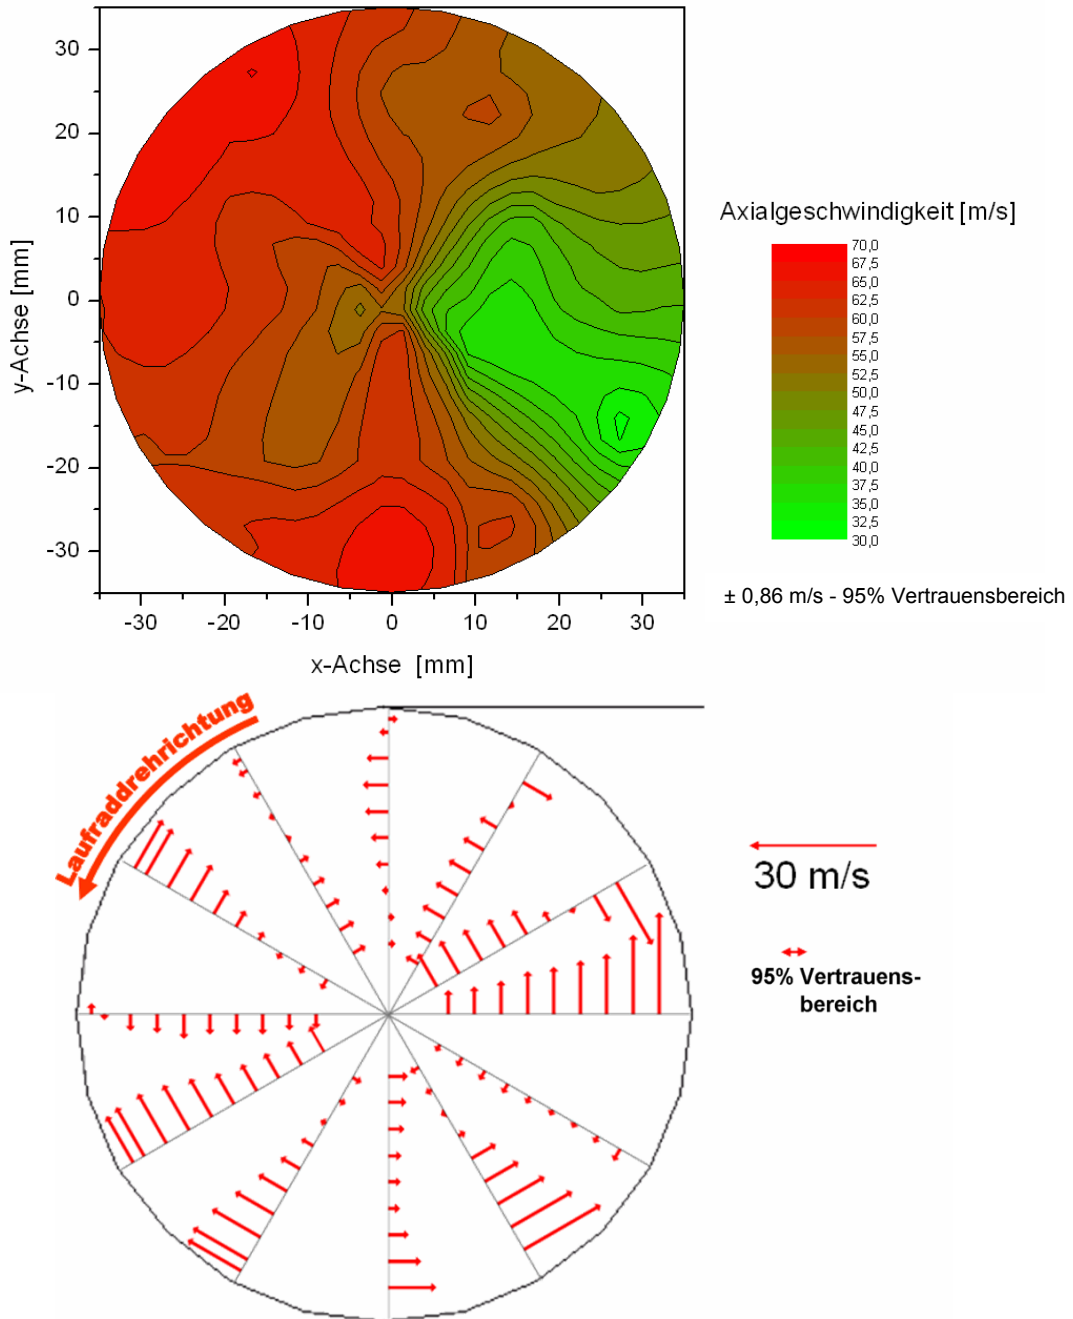 30
20
10
0
-10
-20
-30
y-Achse [mm]
-30 -20 -10 0 10 20 30
x-Achse [mm]
Axialgeschwindigkeit [m/s]
70,0
67,5
65,0
62,5
60,0
57,5
55,0
52,5
50,0
47,5
45,0
42,5
40,0
37,5
35,0
32,5
30,0
± 0,86 m/s - 95% Vertrauensbereich
Laufraddrehrichtung
30 m/s
95% Vertrauens-
bereich